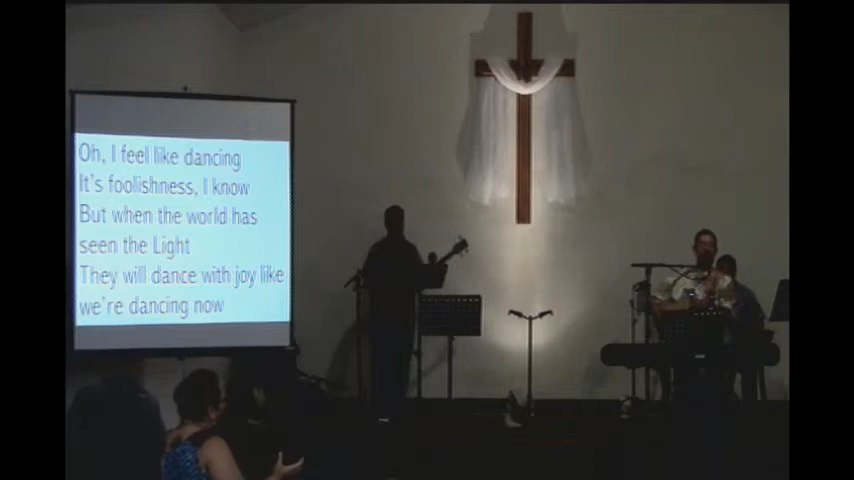 Oh, I feel like dancing
It's foolishness, I know
But when the world has
seen the Light
They will dance with joy like
we're dancing now